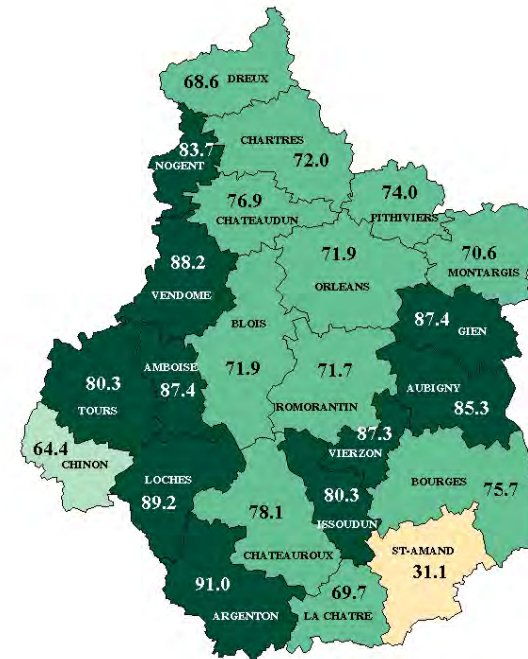 68.6 DREUX
83.7
NOGENT
CHARTRES
72.0
76.9
CHATEAUDUN
74.0
PITHIVIERS
88.2
VENDOME
71.9
ORLEANS
70.6
MONTARGIS
BLOIS
71.9
87.4
GIEN
AMBOISE
87.4
80.3
TOURS
71.7
ROMORANTIN
AUBIGNY
85.3
64.4
CHINON
87.3
VIERZON
LOCHES
89.2
80.3
ISSOUDUN
BOURGES
75.7
78.1
CHATEAUROUX
ST-AMAND
31.1
91.0
ARGENTON
69.7
LA CHATRE